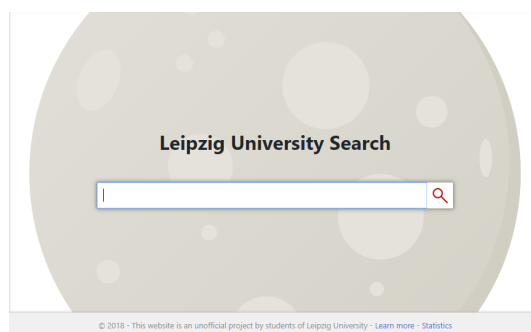 Leipzig University Search
© 2018 - This website is an unofficial project by students of Leipzig University - Learn more - Statistics